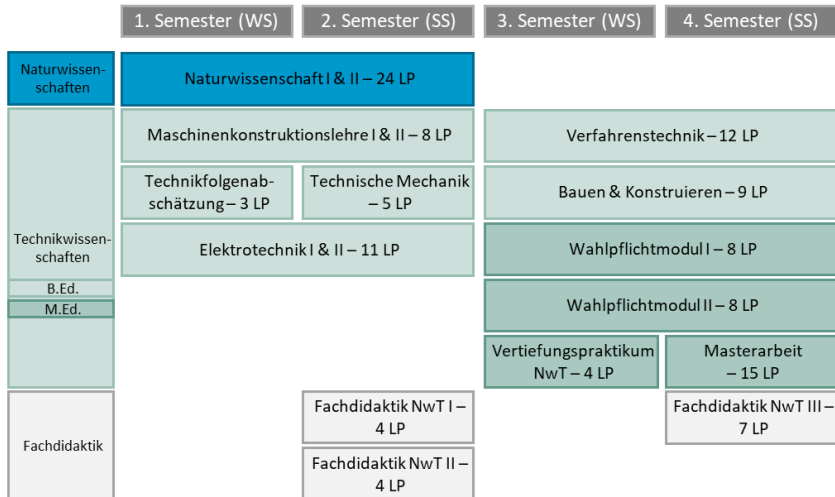 1. Semester (WS)
2. Semester (SS)
3. Semester (WS)
4. Semester (SS)
Naturwissen-
schaften
Naturwissenschaft I & II – 24 LP
Maschinenkonstruktionslehre I & II – 8 LP
Verfahrenstechnik – 12 LP
Technikfolgenab-
schätzung – 3 LP
Technische Mechanik
– 5 LP
Bauen & Konstruieren – 9 LP
Technikwissen-
schaften
Elektrotechnik I & II – 11 LP
Wahlpflichtmodul I – 8 LP
B.Ed.
M.Ed.
Wahlpflichtmodul II – 8 LP
Vertiefungspraktikum
NwT – 4 LP
Masterarbeit
– 15 LP
Fachdidaktik
Fachdidaktik NwT I –
4 LP
Fachdidaktik NwT III –
7 LP
Fachdidaktik NwT II –
4 LP